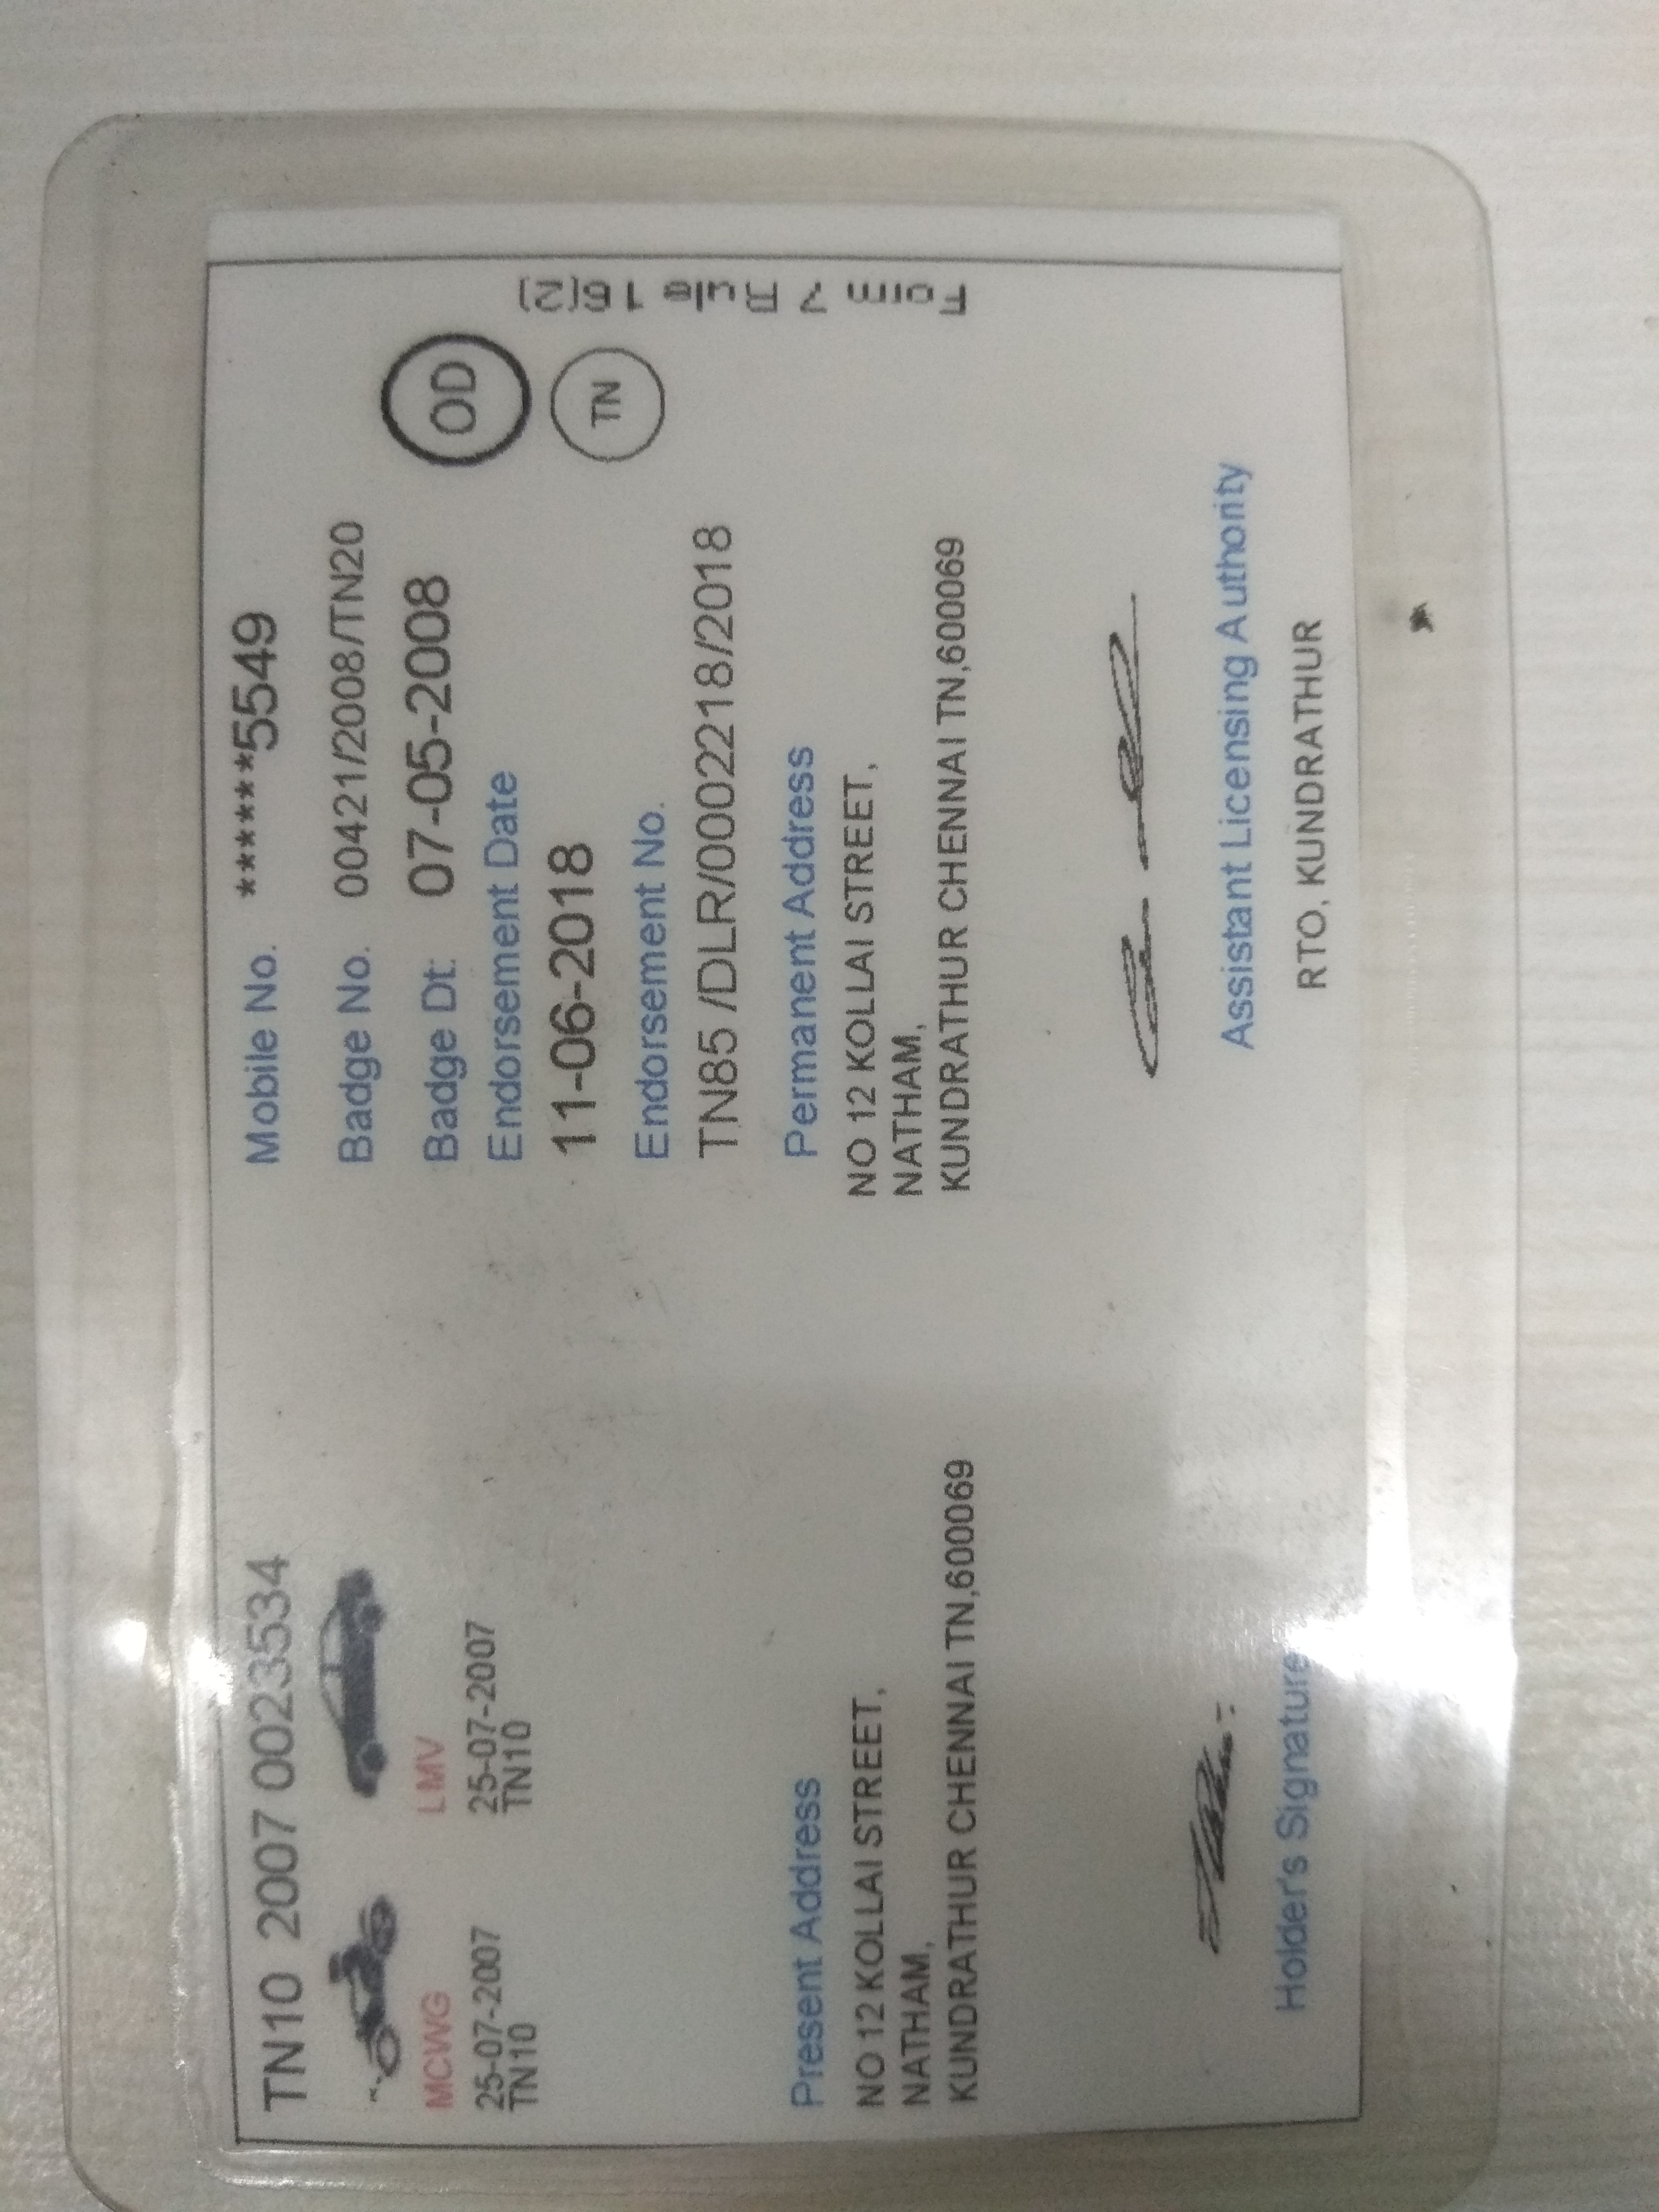 TN10 2007 0023534
MCWG
25-07-2007
TN10
LMV
25-07-2007
TN10
Present Address
NO 12 KOLLAI STREET,
NATHAM,
KUNDRATHUR CHENNAI TN,600069
Holder's Signature
Mobile No. ******5549
Badge No. 00421/2008/TN20
Badge Dt: 07-05-2008
Endorsement Date
11-06-2018
Endorsement No.
TN85 /DLR/0002218/2018
Permanent Address
NO 12 KOLLAI STREET,
NATHAM,
KUNDRATHUR CHENNAI TN,600069
Assistant Licensing Authority
RTO, KUNDRATHUR
OD
TN
Form 7 Rule 16(2)